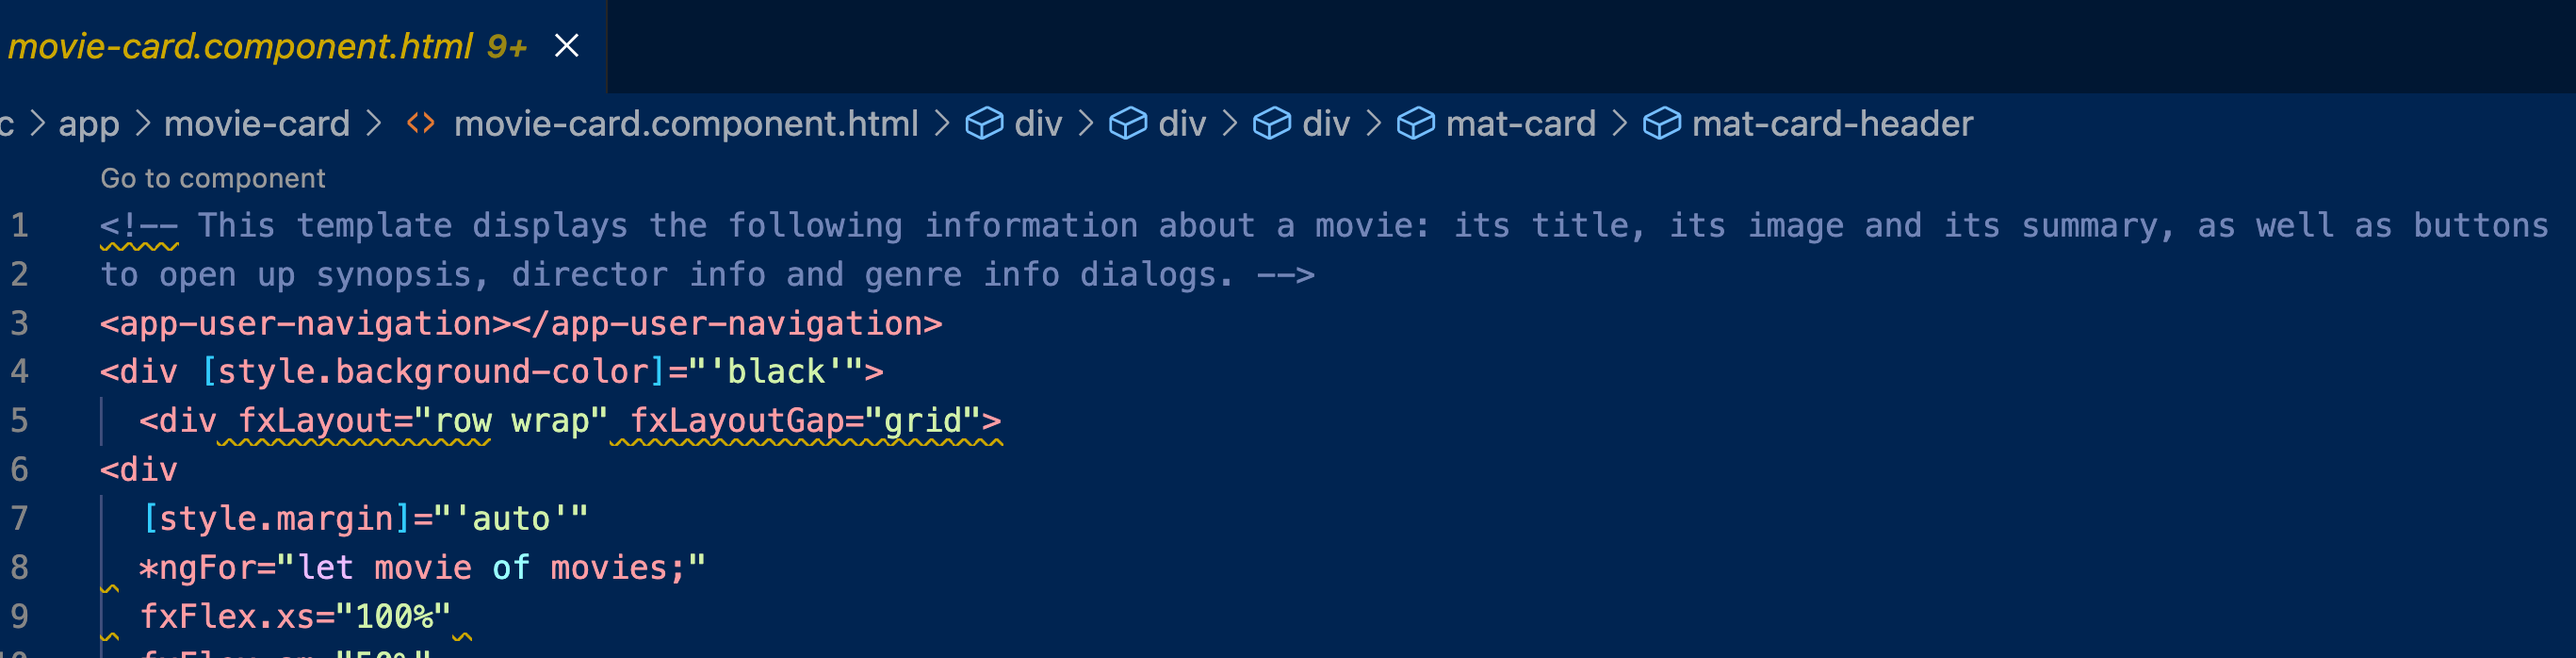 movie-card.component.html 9+
c > app > movie-card > <> movie-card.component.html > div > div > div > mat-card > mat-card-header
Go to component
1 <!-- This template displays the following information about a movie: its title, its image and its summary, as well as buttons
2 to open up synopsis, director info and genre info dialogs. -->
3 <app-user-navigation></app-user-navigation>
4 <div [style.background-color]="'black'">
5 <div fxLayout="row wrap" fxLayoutGap="grid">
6 <div
7 [style.margin]="'auto'"
8 *ngFor="let movie of movies;"
9 fxFlex.xs="100%"